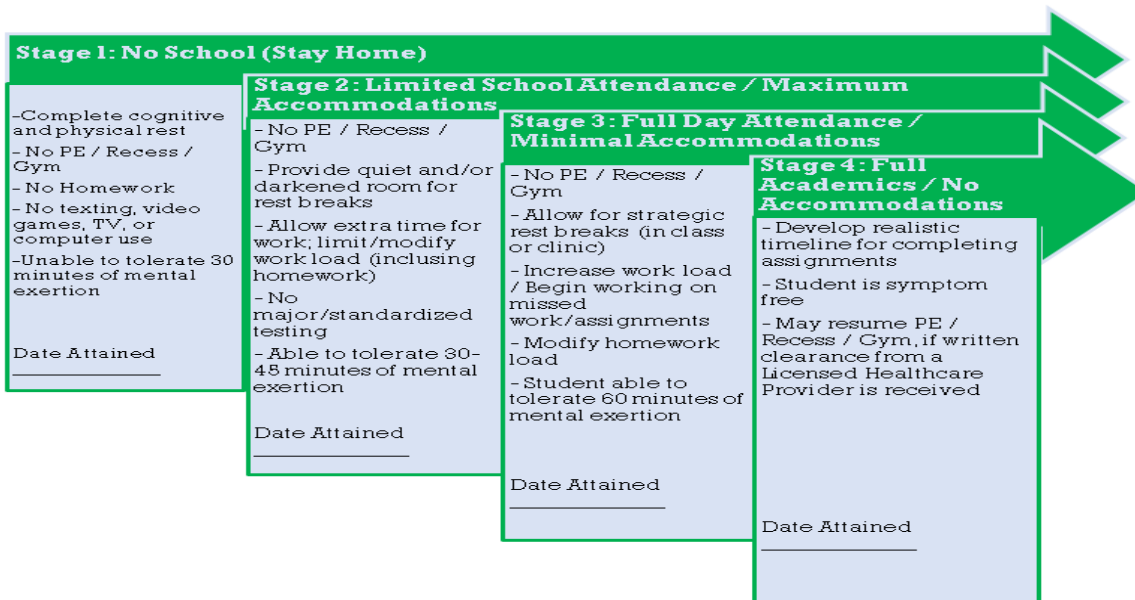 Stage 1: No School (Stay Home)
-Complete cognitive
and physical rest
- No PE / Recess /
Gym
- No Homework
- No texting, video
games, TV, or
computer use
-Unable to tolerate 30
minutes of mental
exertion
Date Attained
Stage 2: Limited School Attendance / Maximum
Accommodations
- No PE / Recess /
Gym
- Provide quiet and/or
darkened room for
rest breaks
- Allow extra time for
work; limit/modify
work load (inclusing
homework)
- No
major/standardized
testing
- Able to tolerate 30-
45 minutes of mental
exertion
Date Attained
Stage 3: Full Day Attendance /
Minimal Accommodations
- No PE / Recess /
Gym
- Allow for strategic
rest breaks (in class
or clinic)
- Increase work load
/ Begin working on
missed
work/assignments
- Modify homework
load
- Student able to
tolerate 60 minutes of
mental exertion
Date Attained
Stage 4: Full
Academics / No
Accommodations
- Develop realistic
timeline for completing
assignments
- Student is symptom
free
- May resume PE /
Recess / Gym, if written
clearance from a
Licensed Healthcare
Provider is received
Date Attained